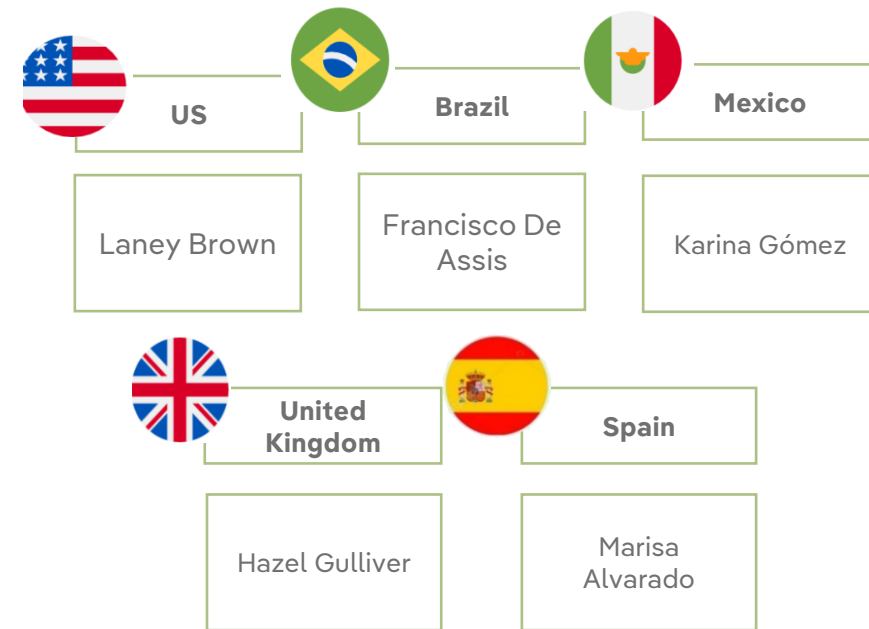 US
Brazil
Mexico
Laney Brown
Francisco De
Assis
Karina Gómez
United
Kingdom
Spain
Hazel Gulliver
Marisa
Alvarado